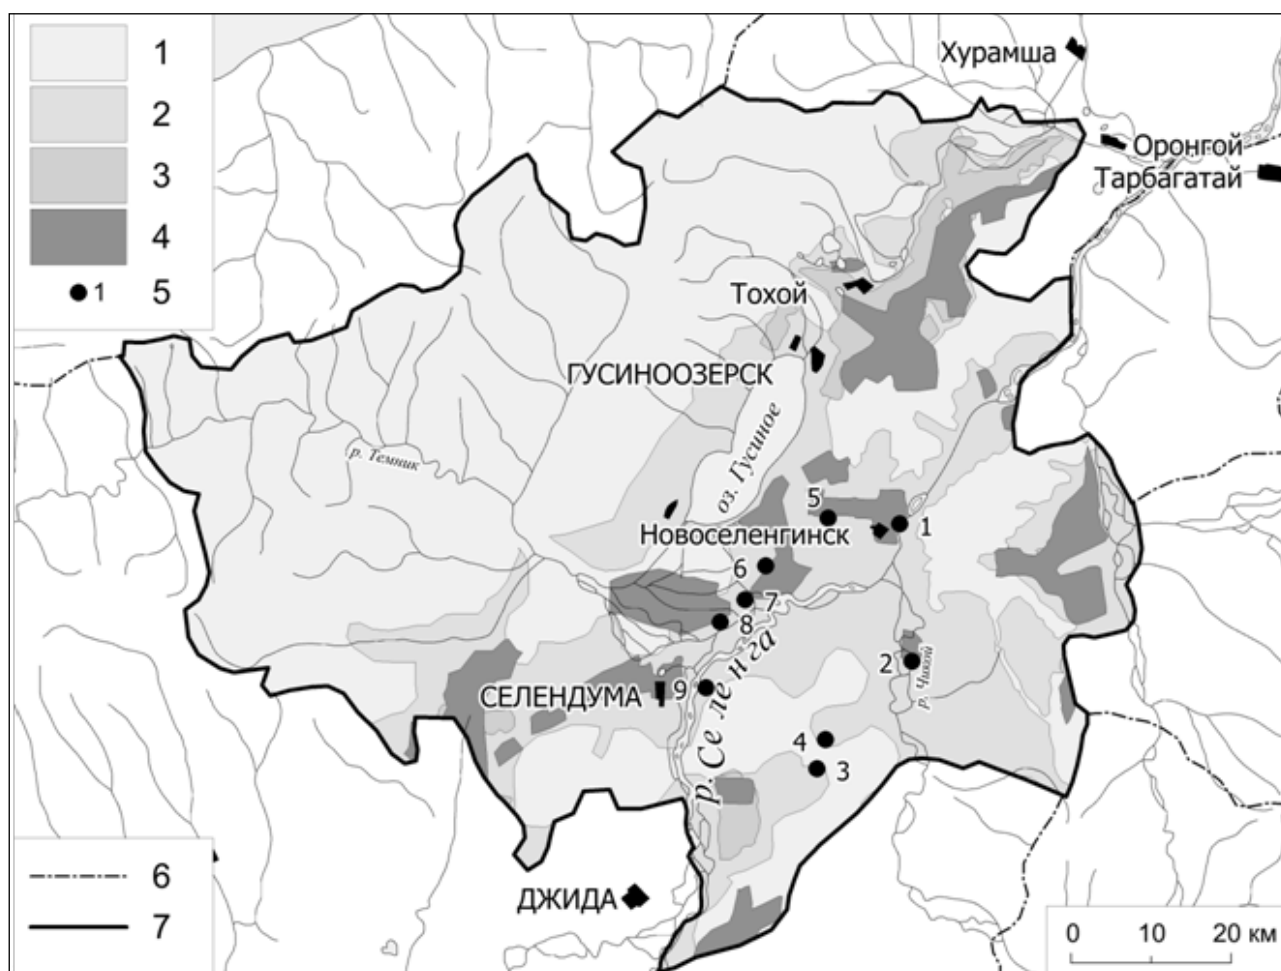 1
2
3
4
1 5
6
7
Хурамша
Оронгой
Тарбагатай
Тохой
ГУСИНООЗЕРСК
оз. Гусиное
р. Темник
5
Новоселенгинск
1
6
7
8
2
р. Чикой
СЕЛЕНДУМА
9
р. Селенга
4
3
ДЖИДА
0 10 20 км